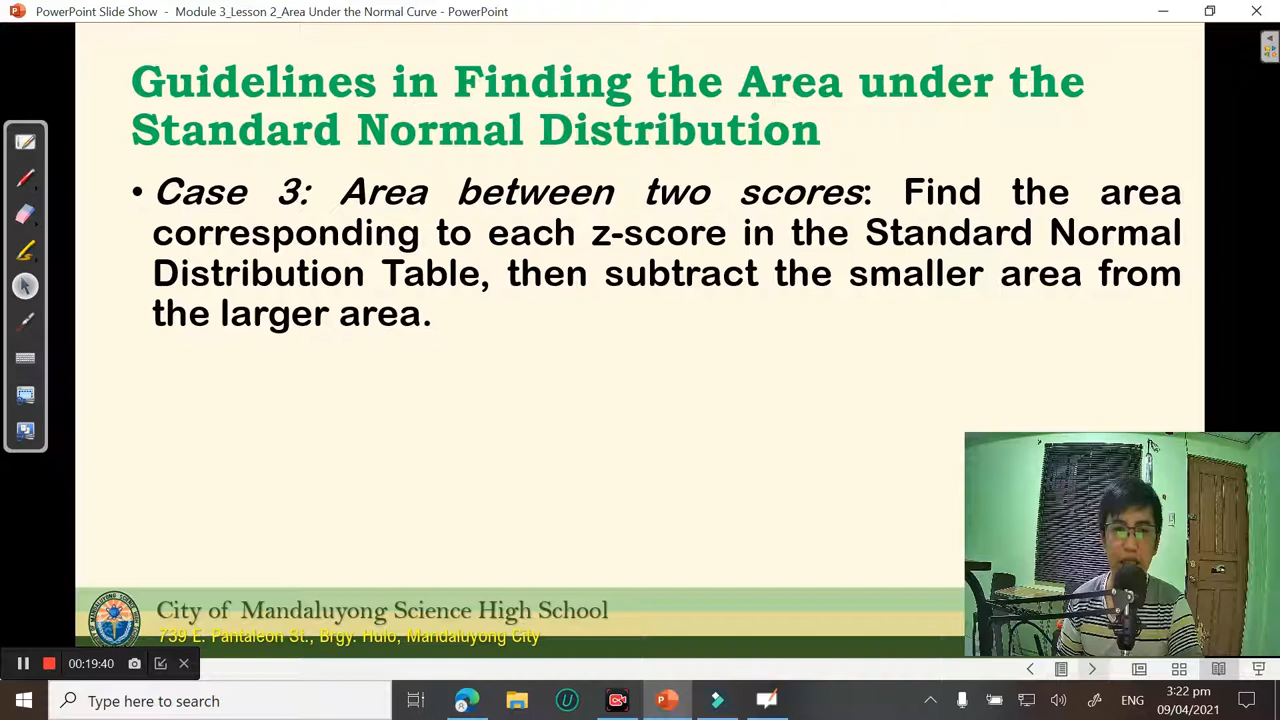 PowerPoint Slide Show - Module 3_Lesson 2_Area Under the Normal Curve - PowerPoint
Guidelines in Finding the Area under the
Standard Normal Distribution
• Case 3: Area between two scores: Find the area
corresponding to each z-score in the Standard Normal
Distribution Table, then subtract the smaller area from
the larger area.
City of Mandaluyong Science High School
739 E. Pantaleon St., Brgy. Hulo, Mandaluyong City
00:19:40
Type here to search
ENG
3:22 pm
09/04/2021